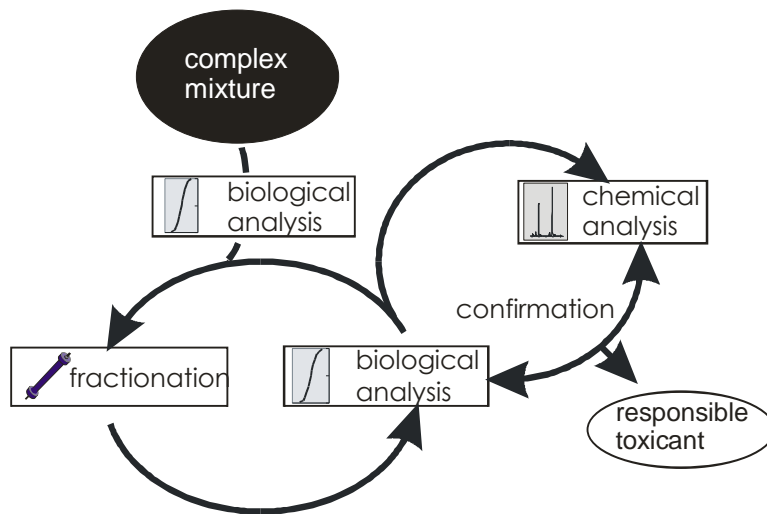 complex
mixture
biological
analysis
chemical
analysis
confirmation
fractionation
biological
analysis
responsible
toxicant